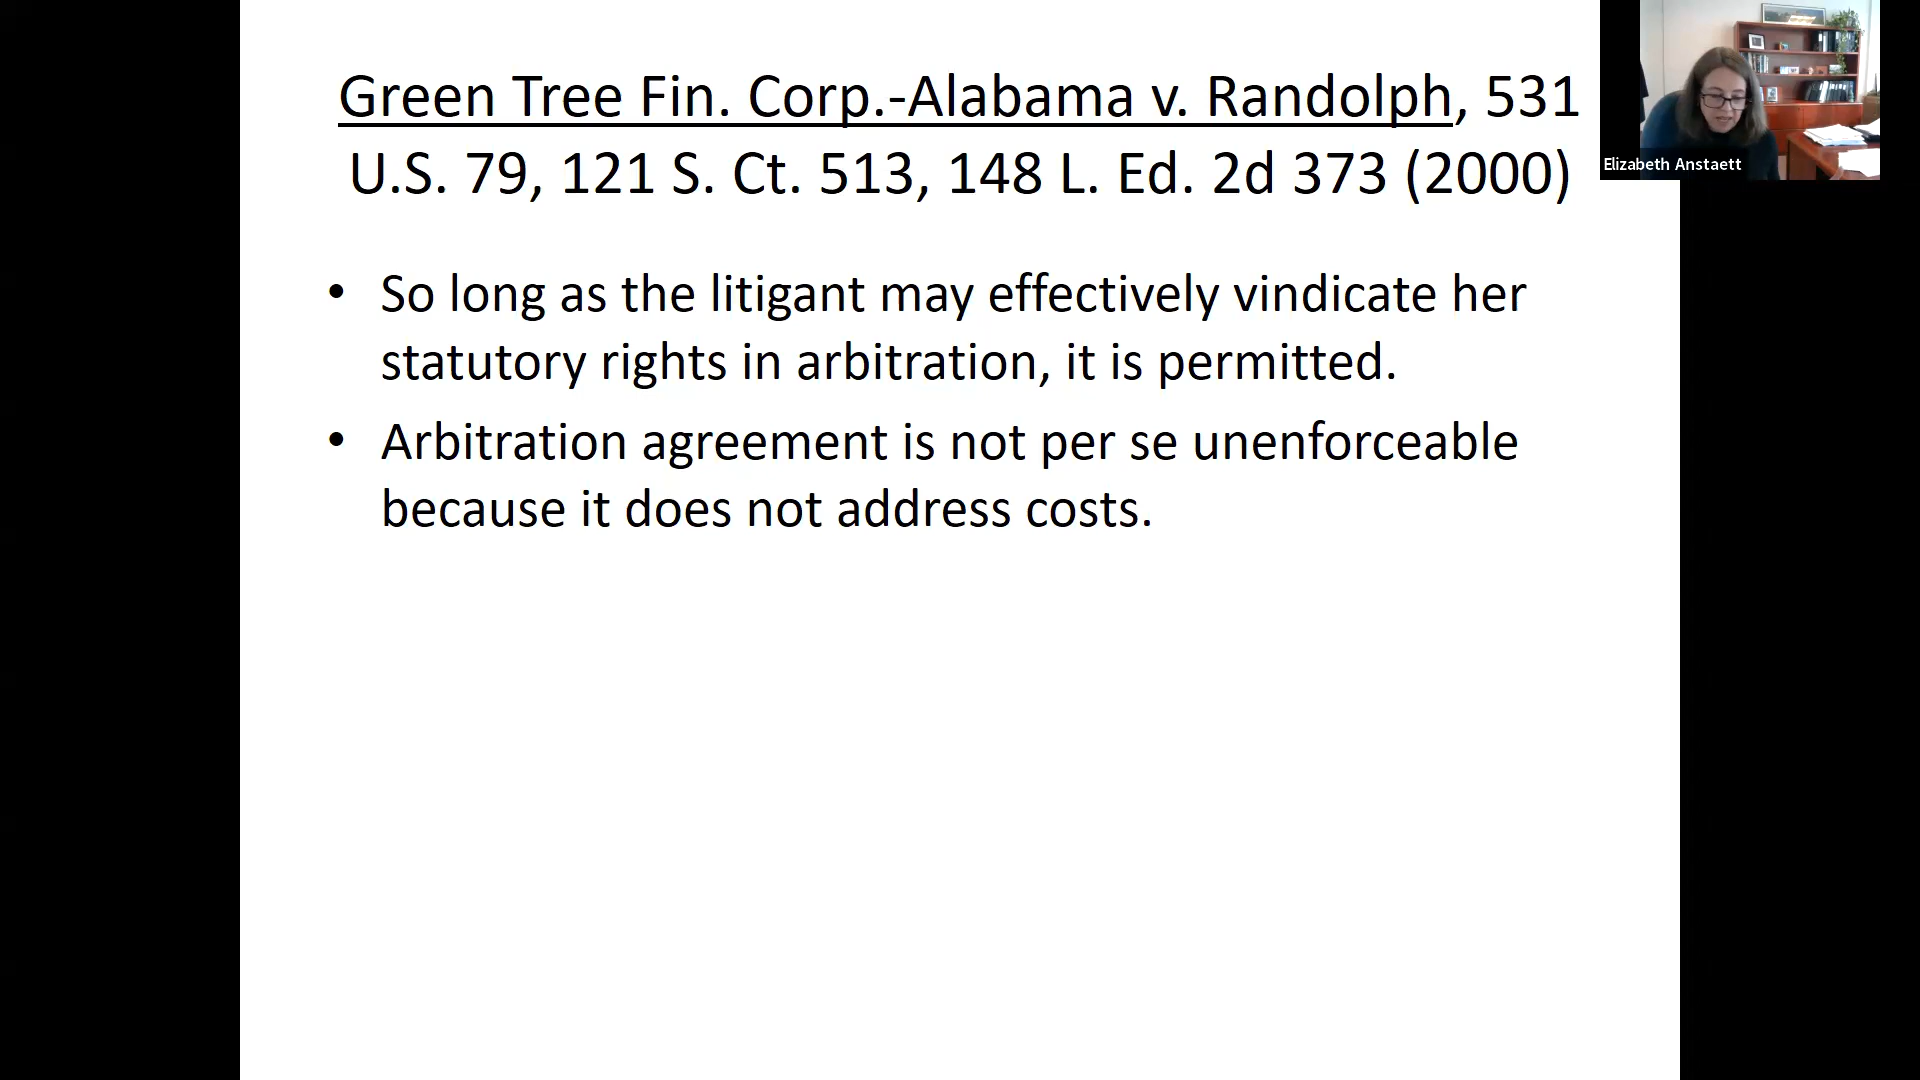 Green Tree Fin. Corp.-Alabama v. Randolph, 531
U.S. 79, 121 S. Ct. 513, 148 L. Ed. 2d 373 (2000)
Elizabeth Anstaett
• So long as the litigant may effectively vindicate her
statutory rights in arbitration, it is permitted.
• Arbitration agreement is not per se unenforceable
because it does not address costs.